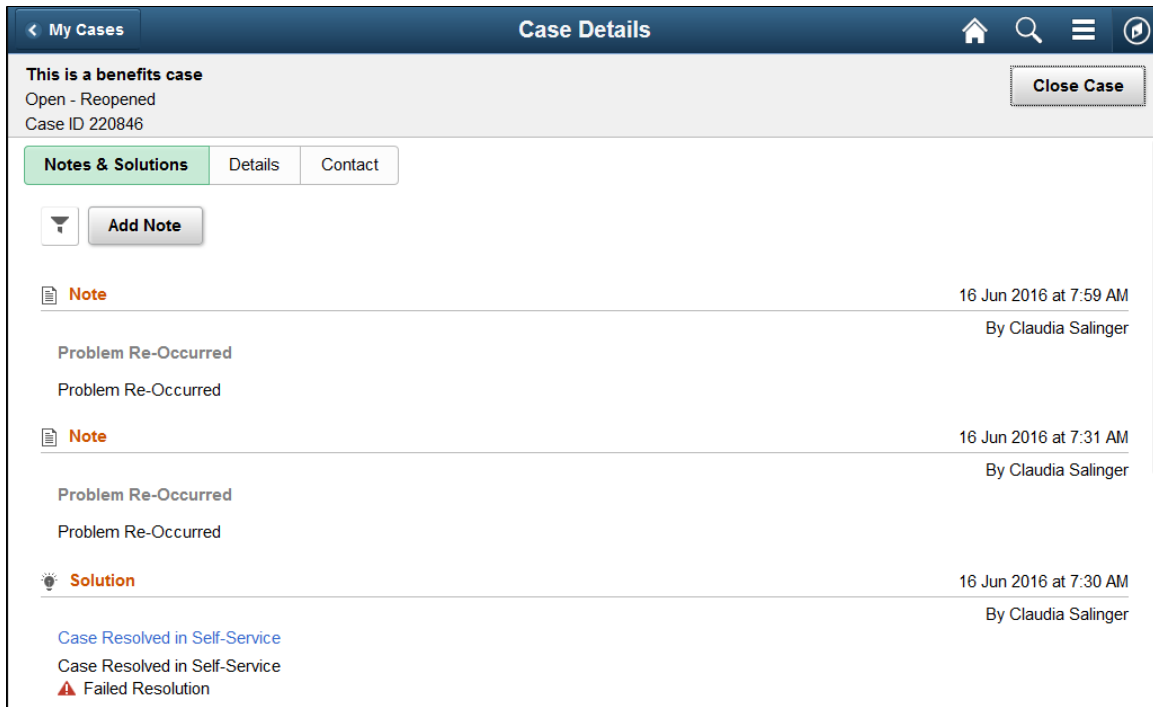 My Cases
Case Details
This is a benefits case
Open - Reopened
Case ID 220846
Close Case
Notes & Solutions
Details
Contact
Add Note
Note
16 Jun 2016 at 7:59 AM
By Claudia Salinger
Problem Re-Occurred
Problem Re-Occurred
Note
16 Jun 2016 at 7:31 AM
By Claudia Salinger
Problem Re-Occurred
Problem Re-Occurred
Solution
16 Jun 2016 at 7:30 AM
By Claudia Salinger
Case Resolved in Self-Service
Case Resolved in Self-Service
Failed Resolution